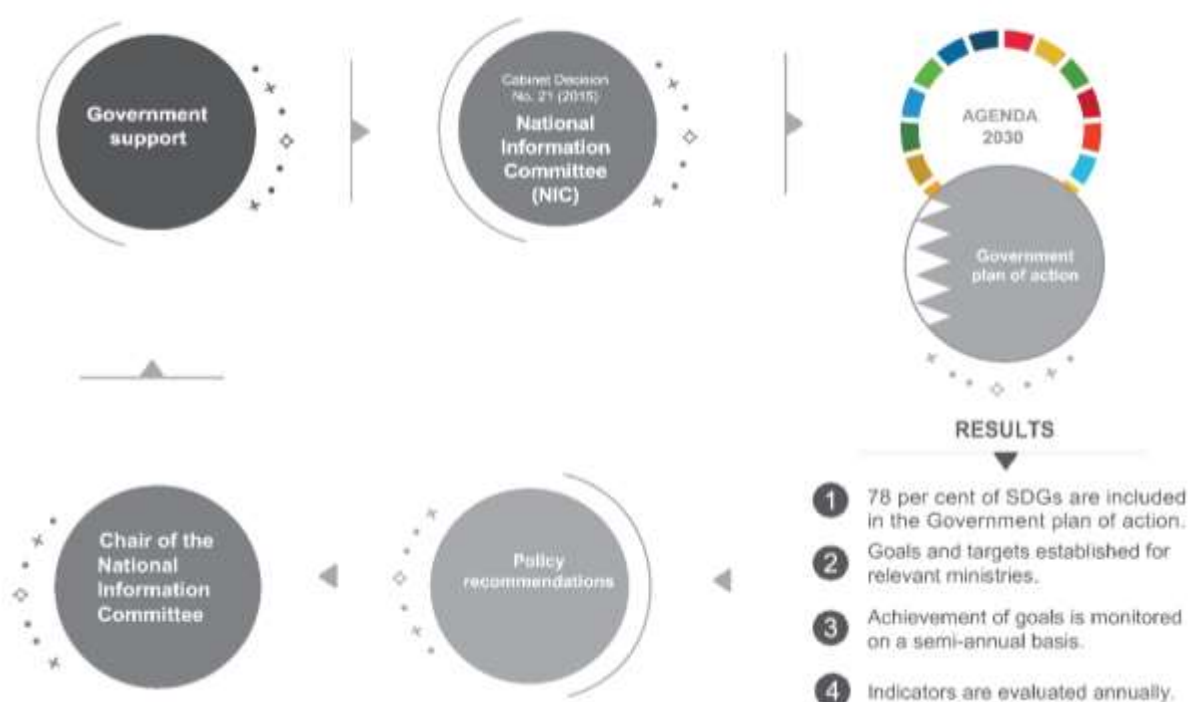 Government
support
Cabinet Decision
No. 21 (2015)
National
Information
Committee
(NIC)
AGENDA
2030
Government
plan of action
RESULTS
1 78 per cent of SDGs are included
in the Government plan of action.
2 Goals and targets established for
relevant ministries.
3 Achievement of goals is monitored
on a semi-annual basis.
4 Indicators are evaluated annually.
Policy
recommendations
Chair of the
National
Information
Committee